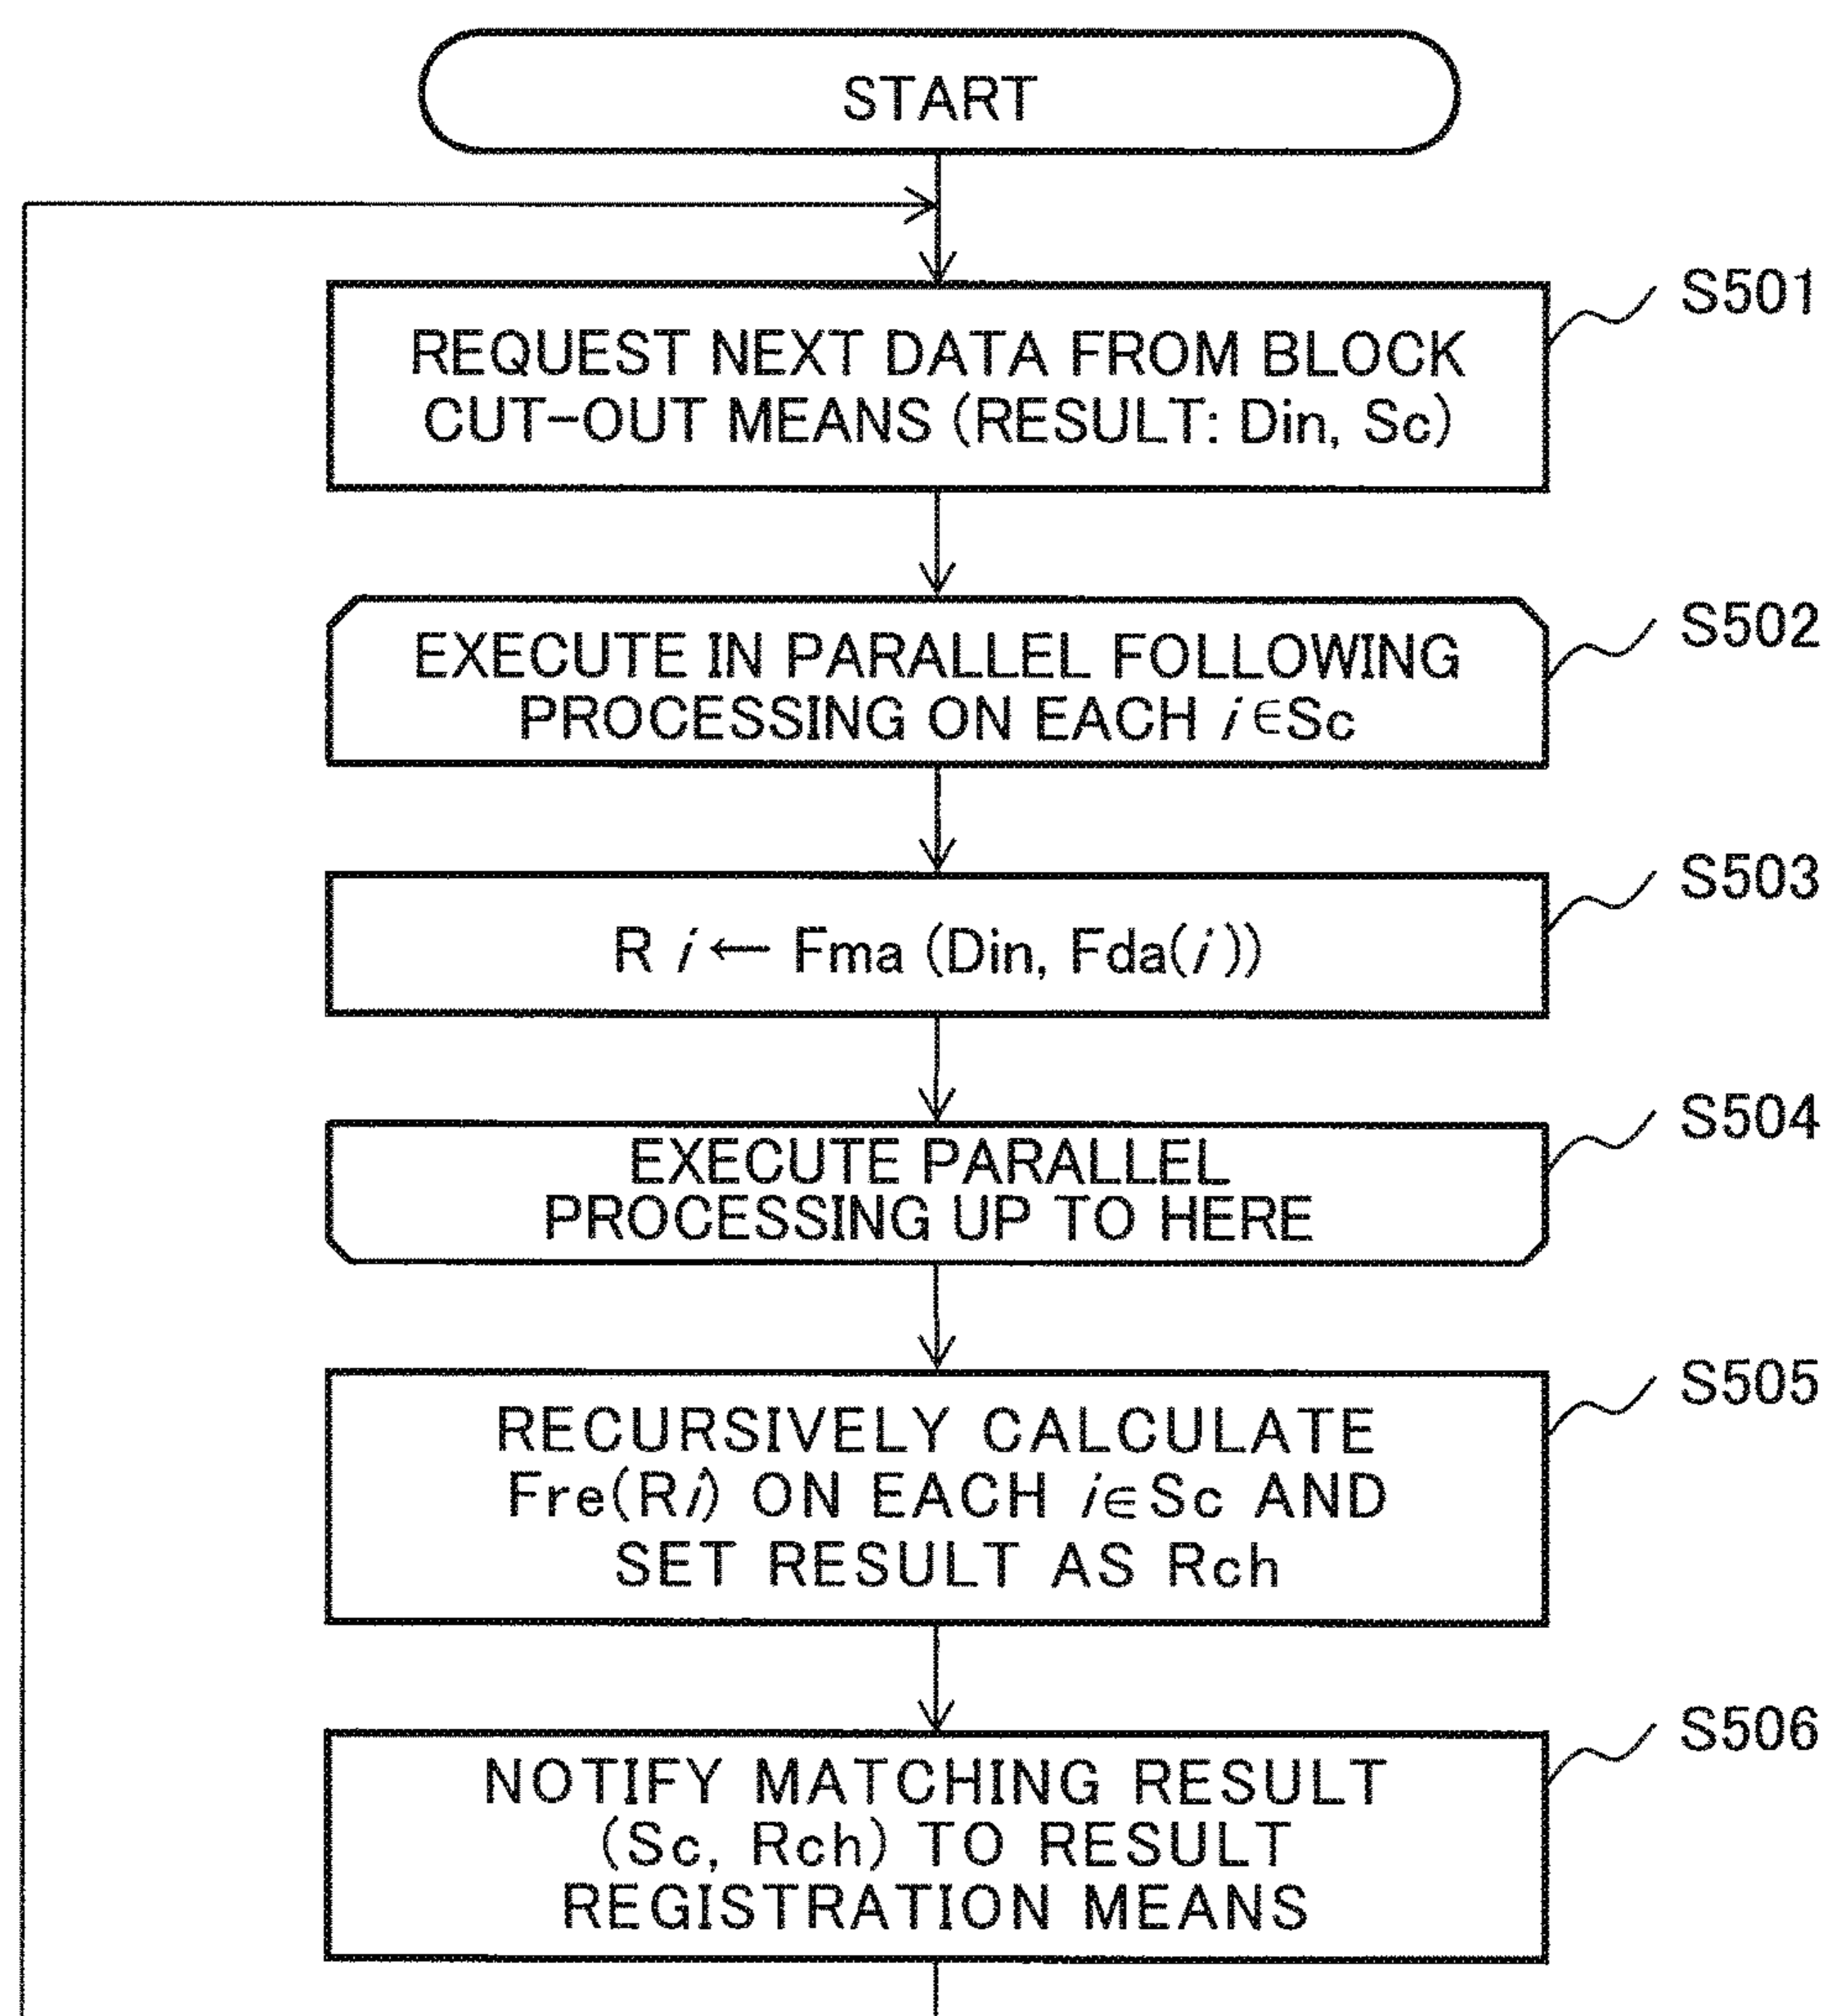 START
S501
REQUEST NEXT DATA FROM BLOCK
CUT-OUT MEANS (RESULT: Din, Sc)
S502
EXECUTE IN PARALLEL FOLLOWING
PROCESSING ON EACH i∈Sc
S503
R i ← Fma (Din, Fda(i))
S504
EXECUTE PARALLEL
PROCESSING UP TO HERE
S505
RECURSIVELY CALCULATE
Fre(Ri) ON EACH i∈Sc AND
SET RESULT AS Rch
S506
NOTIFY MATCHING RESULT
(Sc, Rch) TO RESULT
REGISTRATION MEANS